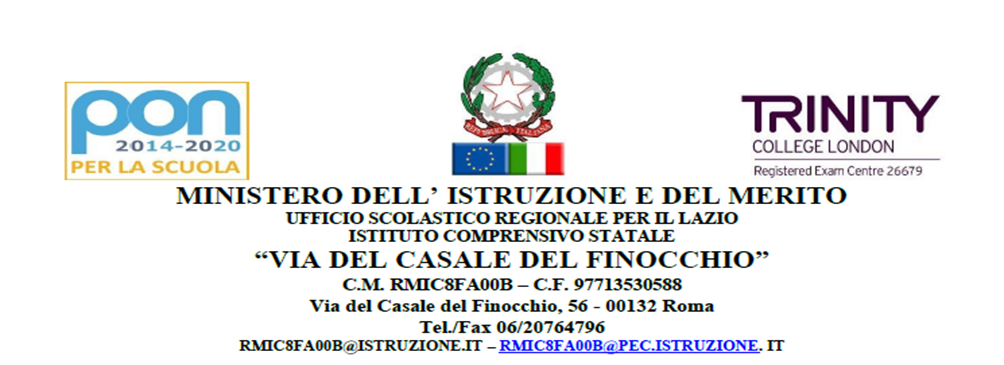 pon
2014-2020
PER LA SCUOLA
REPVBBLICA ITALIANA
TRINITY
COLLEGE LONDON
Registered Exam Centre 26679
MINISTERO DELL’ ISTRUZIONE E DEL MERITO
UFFICIO SCOLASTICO REGIONALE PER IL LAZIO
ISTITUTO COMPRENSIVO STATALE
“VIA DEL CASALE DEL FINOCCHIO”
C.M. RMIC8FA00B – C.F. 97713530588
Via del Casale del Finocchio, 56 - 00132 Roma
Tel./Fax 06/20764796
RMIC8FA00B@ISTRUZIONE.IT – RMIC8FA00B@PEC.ISTRUZIONE. IT